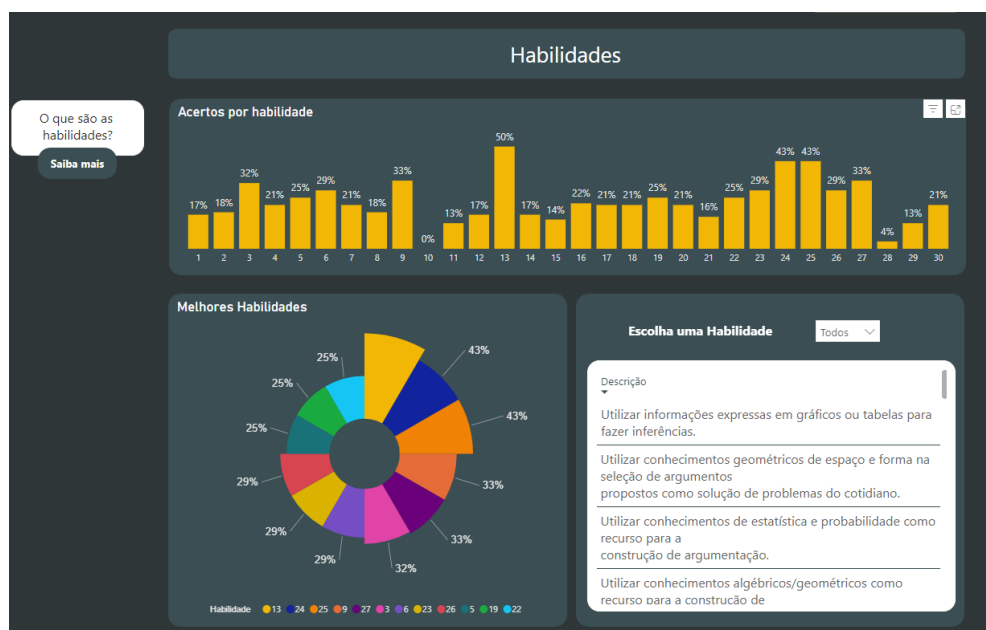 Habilidades
O que são as
habilidades?
Saiba mais
Acertos por habilidade
17% 18% 32% 21% 25% 29% 21% 18% 33% 0% 13% 17% 50% 17% 14% 22% 21% 21% 25% 21% 16% 25% 29% 43% 43% 29% 33% 4% 13% 21%
1 2 3 4 5 6 7 8 9 10 11 12 13 14 15 16 17 18 19 20 21 22 23 24 25 26 27 28 29 30
Melhores Habilidades
43%
43%
33%
33%
32%
29%
29%
29%
25%
25%
25%
Habilidade 13 24 25 9 27 3 6 23 26 5 19 22
Escolha uma Habilidade
Todos
Descrição
Utilizar informações expressas em gráficos ou tabelas para
fazer inferências.
Utilizar conhecimentos geométricos de espaço e forma na
seleção de argumentos
propostos como solução de problemas do cotidiano.
Utilizar conhecimentos de estatística e probabilidade como
recurso para a
construção de argumentação.
Utilizar conhecimentos algébricos/geométricos como
recurso para a construção de